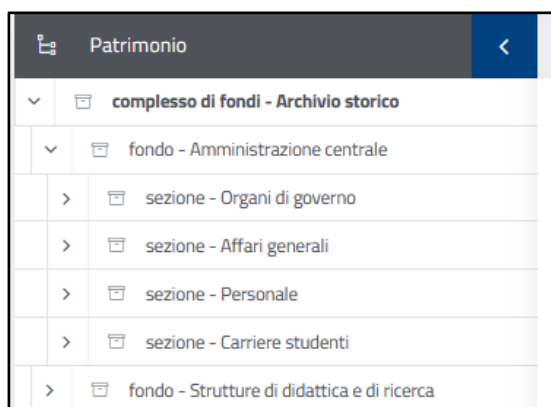 Patrimonio
complesso di fondi - Archivio storico
fondo - Amministrazione centrale
sezione - Organi di governo
sezione - Affari generali
sezione - Personale
sezione - Carriere studenti
fondo - Strutture di didattica e di ricerca